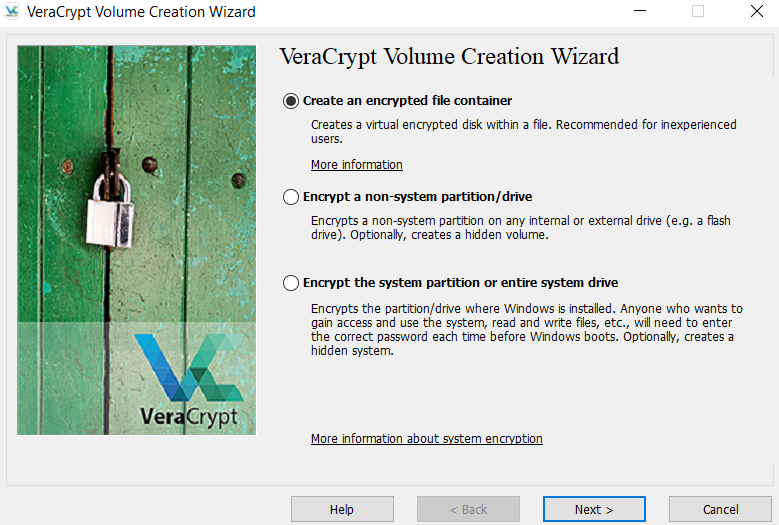 VeraCrypt Volume Creation Wizard
VeraCrypt Volume Creation Wizard
Create an encrypted file container
Creates a virtual encrypted disk within a file. Recommended for inexperienced
users.
More information
Encrypt a non-system partition/drive
Encrypts a non-system partition on any internal or external drive (e.g. a flash
drive). Optionally, creates a hidden volume.
Encrypt the system partition or entire system drive
Encrypts the partition/drive where Windows is installed. Anyone who wants to
gain access and use the system, read and write files, etc., will need to enter
the correct password each time before Windows boots. Optionally, creates a
hidden system.
VeraCrypt
More information about system encryption
Help
< Back
Next >
Cancel